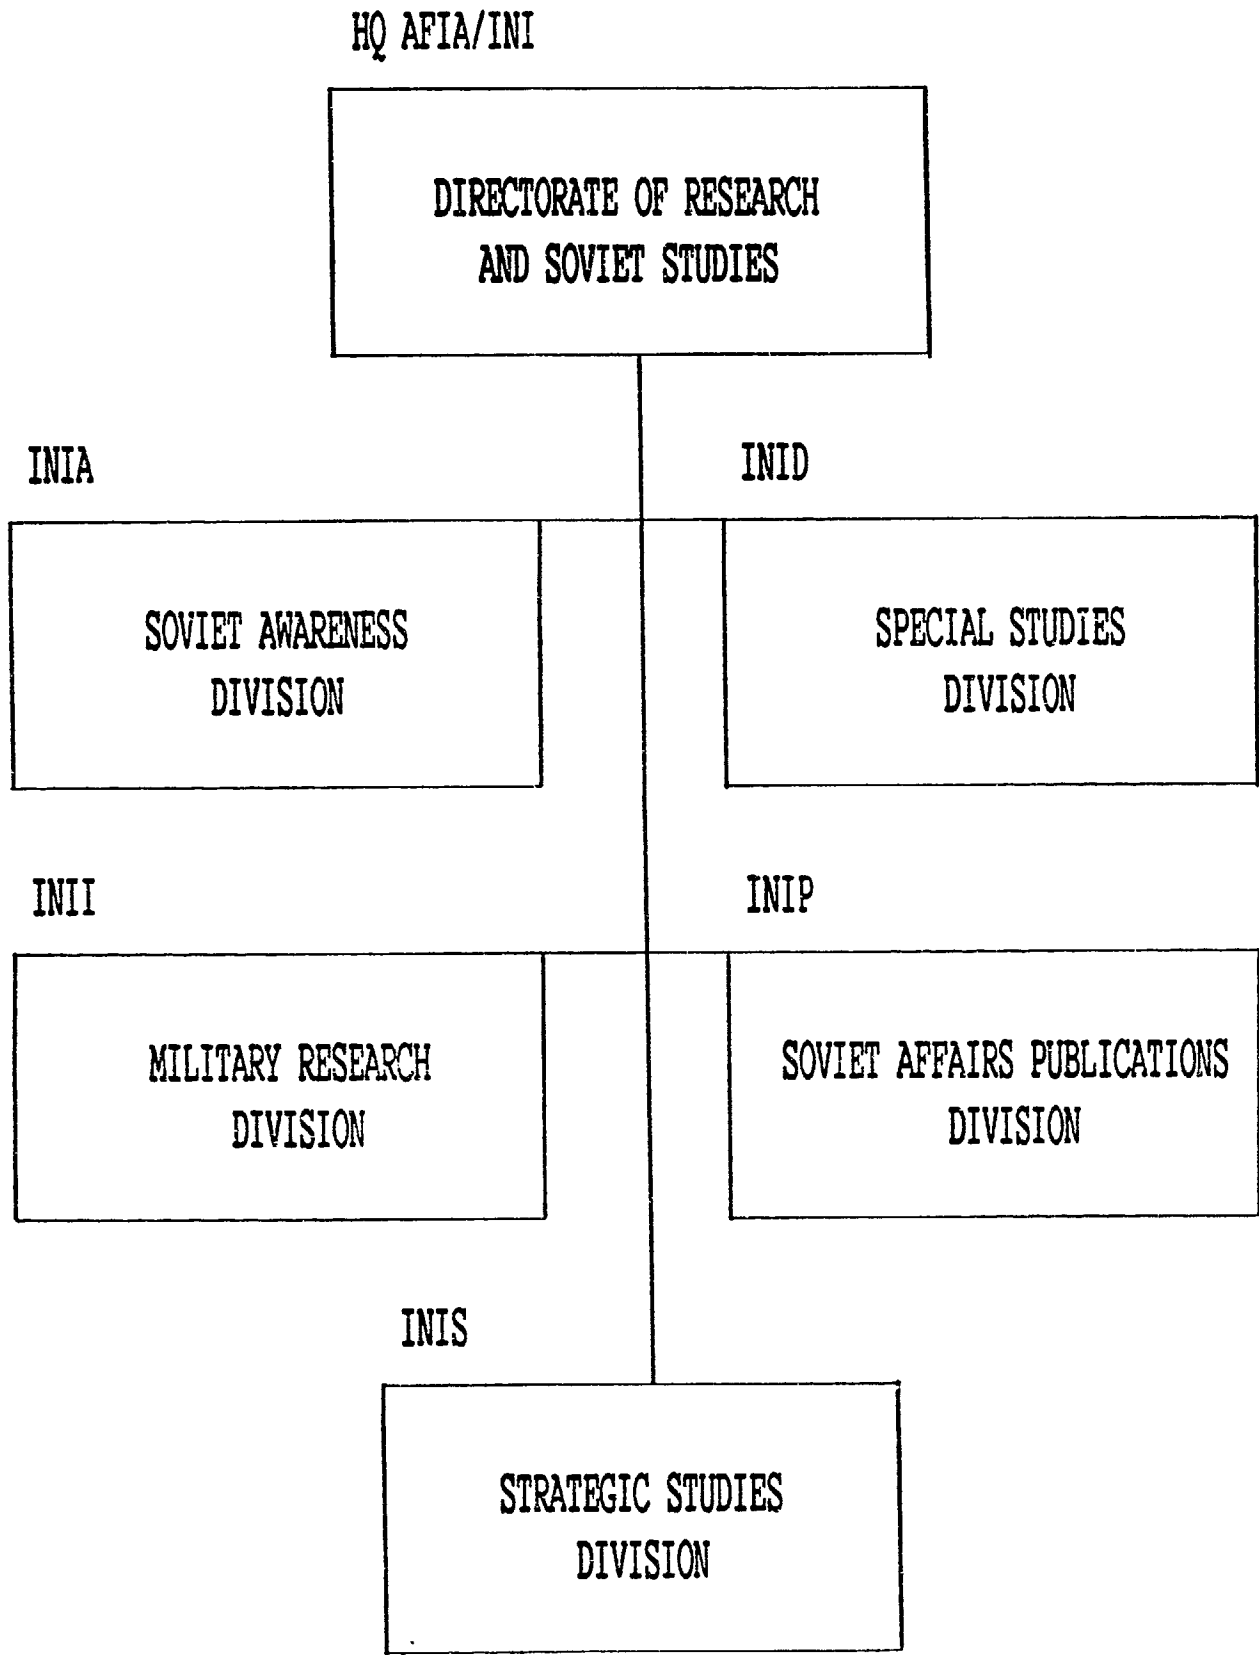 HQ AFIA/INI
DIRECTORATE OF RESEARCH
AND SOVIET STUDIES
INIA
INID
SOVIET AWARENESS
DIVISION
SPECIAL STUDIES
DIVISION
INII
INIP
MILITARY RESEARCH
DIVISION
SOVIET AFFAIRS PUBLICATIONS
DIVISION
INIS
STRATEGIC STUDIES
DIVISION